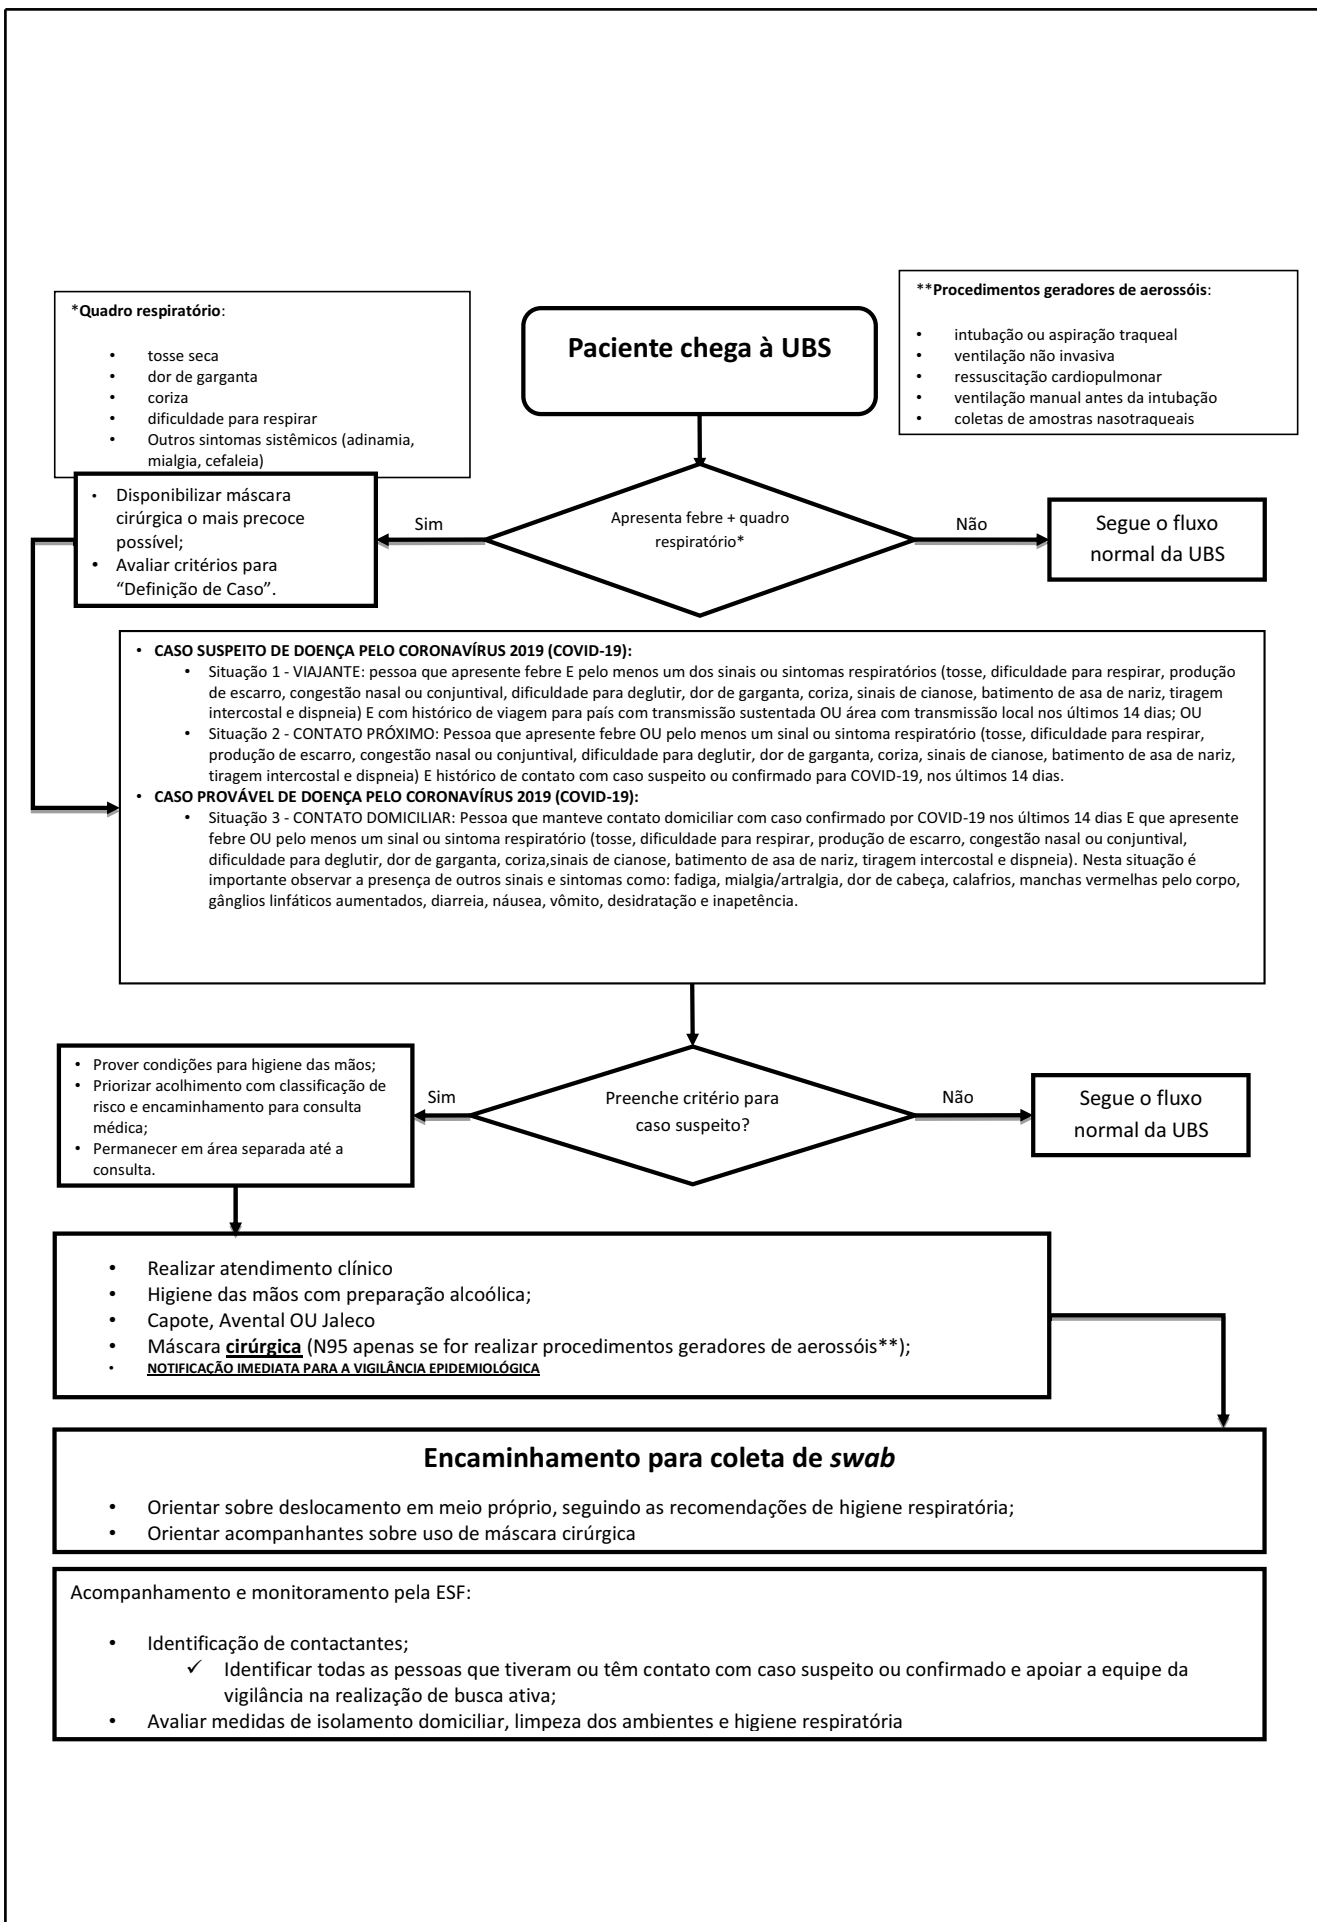 *Quadro respiratório:
• tosse seca
• dor de garganta
• coriza
• dificuldade para respirar
• Outros sintomas sistêmicos (adinamia,
mialgia, cefaleia)
Paciente chega à UBS
**Procedimentos geradores de aerossóis:
• intubação ou aspiração traqueal
• ventilação não invasiva
• ressuscitação cardiopulmonar
• ventilação manual antes da intubação
• coletas de amostras nasotraqueais
• Disponibilizar máscara
cirúrgica o mais precoce
possível;
• Avaliar critérios para
“Definição de Caso”.
Sim
Apresenta febre + quadro
respiratório*
Não
Segue o fluxo
normal da UBS
• CASO SUSPEITO DE DOENÇA PELO CORONAVÍRUS 2019 (COVID-19):
• Situação 1 - VIAJANTE: pessoa que apresente febre E pelo menos um dos sinais ou sintomas respiratórios (tosse, dificuldade para respirar, produção
de escarro, congestão nasal ou conjuntival, dificuldade para deglutir, dor de garganta, coriza, sinais de cianose, batimento de asa de nariz, tiragem
intercostal e dispneia) E com histórico de viagem para país com transmissão sustentada OU área com transmissão local nos últimos 14 dias; OU
• Situação 2 - CONTATO PRÓXIMO: Pessoa que apresente febre OU pelo menos um sinal ou sintoma respiratório (tosse, dificuldade para respirar,
produção de escarro, congestão nasal ou conjuntival, dificuldade para deglutir, dor de garganta, coriza, sinais de cianose, batimento de asa de nariz,
tiragem intercostal e dispneia) E histórico de contato com caso suspeito ou confirmado para COVID-19, nos últimos 14 dias.
• CASO PROVÁVEL DE DOENÇA PELO CORONAVÍRUS 2019 (COVID-19):
• Situação 3 - CONTATO DOMICILIAR: Pessoa que manteve contato domiciliar com caso confirmado por COVID-19 nos últimos 14 dias E que apresente
febre OU pelo menos um sinal ou sintoma respiratório (tosse, dificuldade para respirar, produção de escarro, congestão nasal ou conjuntival,
dificuldade para deglutir, dor de garganta, coriza,sinais de cianose, batimento de asa de nariz, tiragem intercostal e dispneia). Nesta situação é
importante observar a presença de outros sinais e sintomas como: fadiga, mialgia/artralgia, dor de cabeça, calafrios, manchas vermelhas pelo corpo,
gânglios linfáticos aumentados, diarreia, náusea, vômito, desidratação e inapetência.
• Prover condições para higiene das mãos;
• Priorizar acolhimento com classificação de
risco e encaminhamento para consulta
médica;
• Permanecer em área separada até a
consulta.
Sim
Preenche critério para
caso suspeito?
Não
Segue o fluxo
normal da UBS
• Realizar atendimento clínico
• Higiene das mãos com preparação alcoólica;
• Capote, Avental OU Jaleco
• Máscara cirúrgica (N95 apenas se for realizar procedimentos geradores de aerossóis**);
• NOTIFICAÇÃO IMEDIATA PARA A VIGILÂNCIA EPIDEMIOLÓGICA
Encaminhamento para coleta de swab
• Orientar sobre deslocamento em meio próprio, seguindo as recomendações de higiene respiratória;
• Orientar acompanhantes sobre uso de máscara cirúrgica
Acompanhamento e monitoramento pela ESF:
• Identificação de contactantes;
✓ Identificar todas as pessoas que tiveram ou têm contato com caso suspeito ou confirmado e apoiar a equipe da
vigilância na realização de busca ativa;
• Avaliar medidas de isolamento domiciliar, limpeza dos ambientes e higiene respiratória